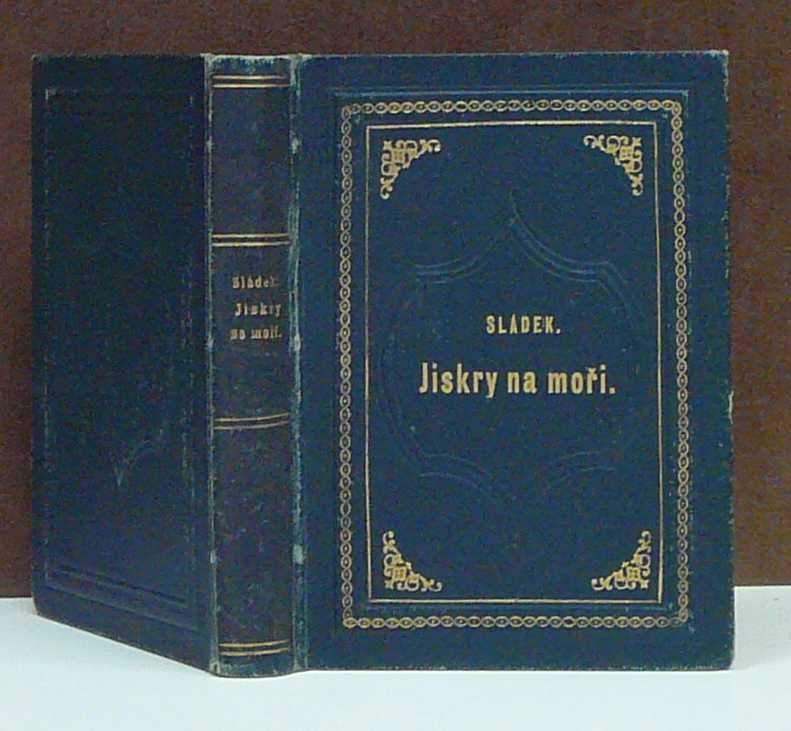 Sládek.
Jiskry
na moři.
SLÁDEK.
Jiskry na moři.